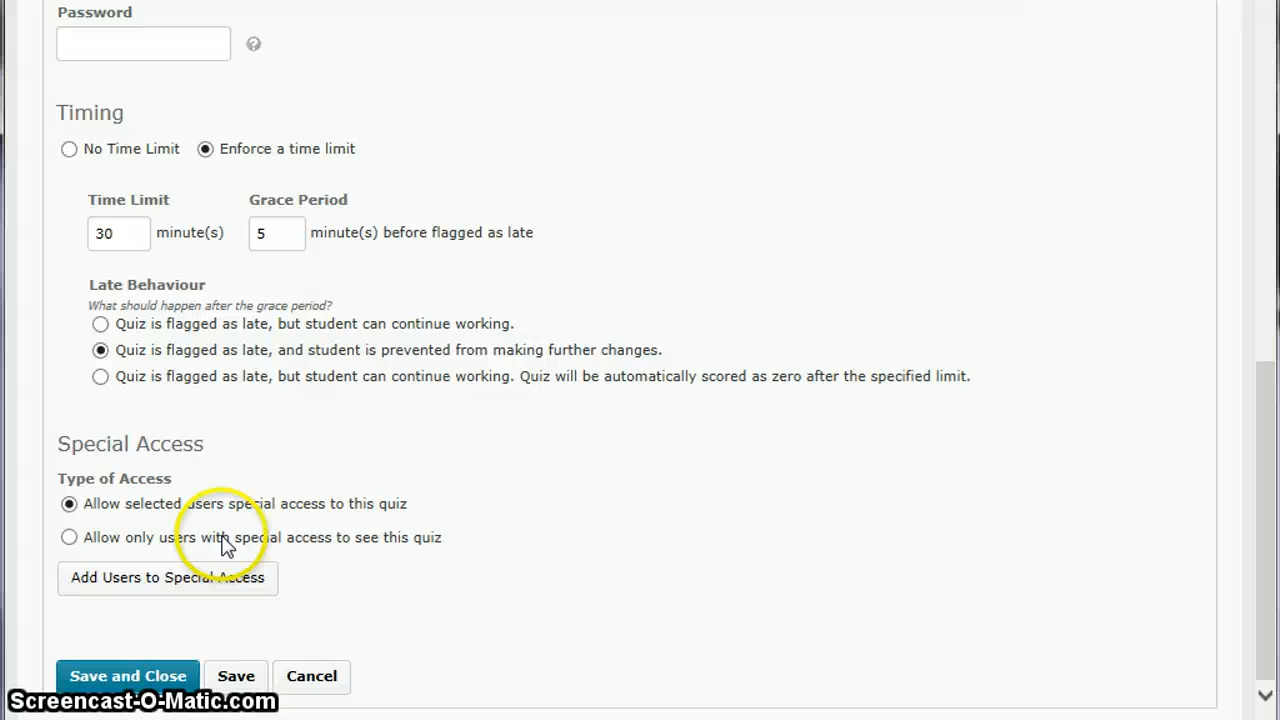 Password
Timing
No Time Limit Enforce a time limit
Time Limit Grace Period
30 minute(s) 5 minute(s) before flagged as late
Late Behaviour
What should happen after the grace period?
Quiz is flagged as late, but student can continue working.
Quiz is flagged as late, and student is prevented from making further changes.
Quiz is flagged as late, but student can continue working. Quiz will be automatically scored as zero after the specified limit.
Special Access
Type of Access
Allow selected users special access to this quiz
Allow only users with special access to see this quiz
Add Users to Special Access
Save and Close Save Cancel
Screencast-O-Matic.com